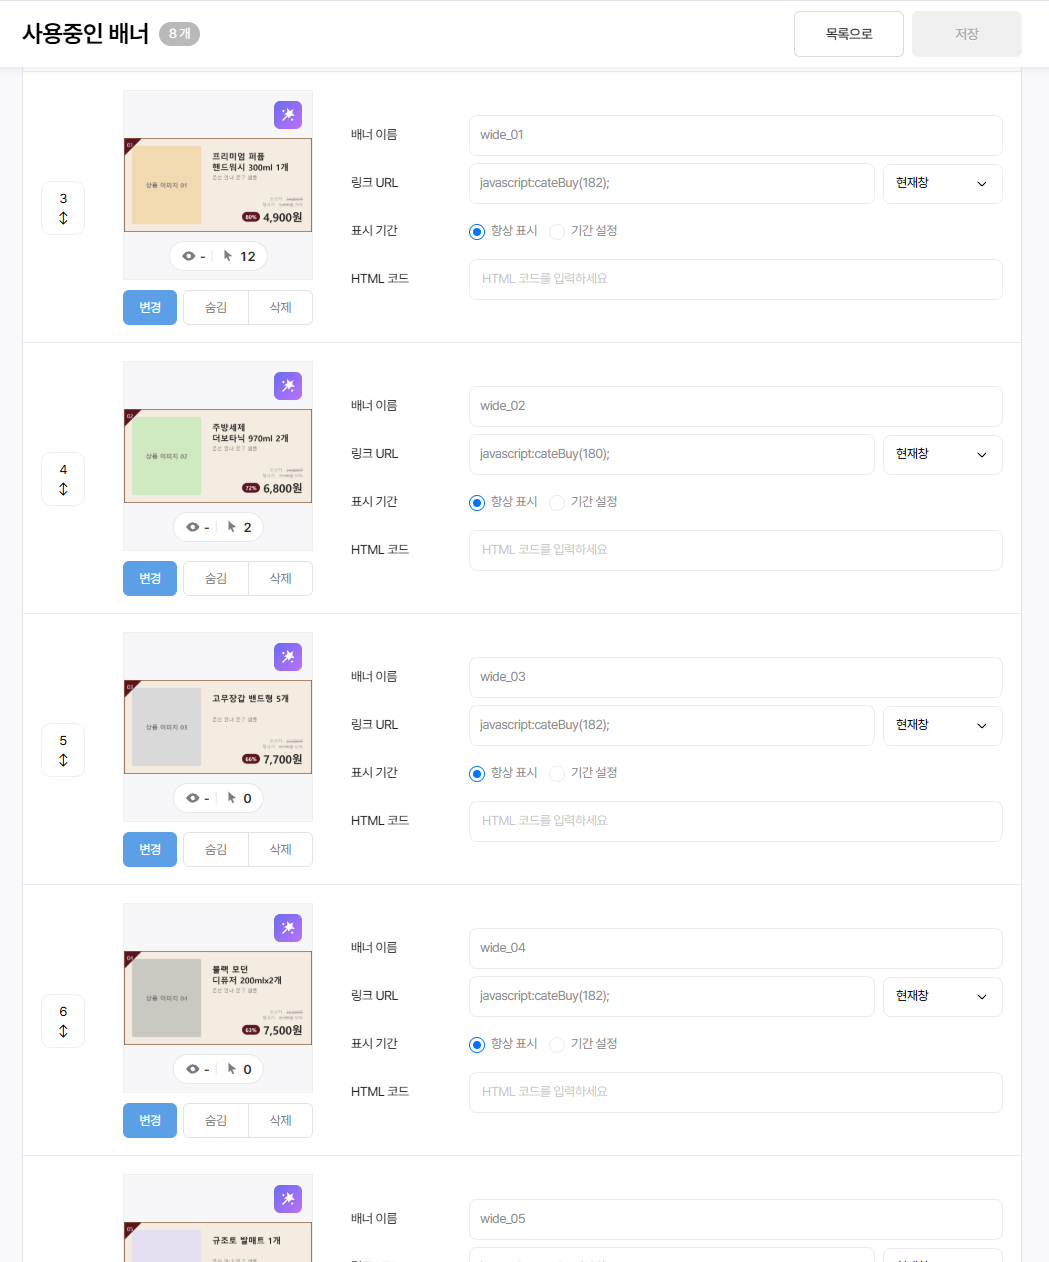 사용중인 배너 8개
목록으로
저장
3
01
상품 이미지 01
프리미엄 퍼퓸
핸드워시 300ml 1개
80% 4,900원
- 12
변경 숨김 삭제
배너 이름 wide_01
링크 URL javascript:cateBuy(182); 현재창
표시 기간 항상 표시 기간 설정
HTML 코드 HTML 코드를 입력하세요
4
02
상품 이미지 02
주방세제
더보타닉 970ml 2개
72% 6,800원
- 2
변경 숨김 삭제
배너 이름 wide_02
링크 URL javascript:cateBuy(180); 현재창
표시 기간 항상 표시 기간 설정
HTML 코드 HTML 코드를 입력하세요
5
03
상품 이미지 03
고무장갑 밴드형 5개
66% 7,700원
- 0
변경 숨김 삭제
배너 이름 wide_03
링크 URL javascript:cateBuy(182); 현재창
표시 기간 항상 표시 기간 설정
HTML 코드 HTML 코드를 입력하세요
6
04
상품 이미지 04
블랙 모던
디퓨저 200mlx2개
63% 7,500원
- 0
변경 숨김 삭제
배너 이름 wide_04
링크 URL javascript:cateBuy(182); 현재창
표시 기간 항상 표시 기간 설정
HTML 코드 HTML 코드를 입력하세요
05
규조토 발매트 1개
배너 이름 wide_05